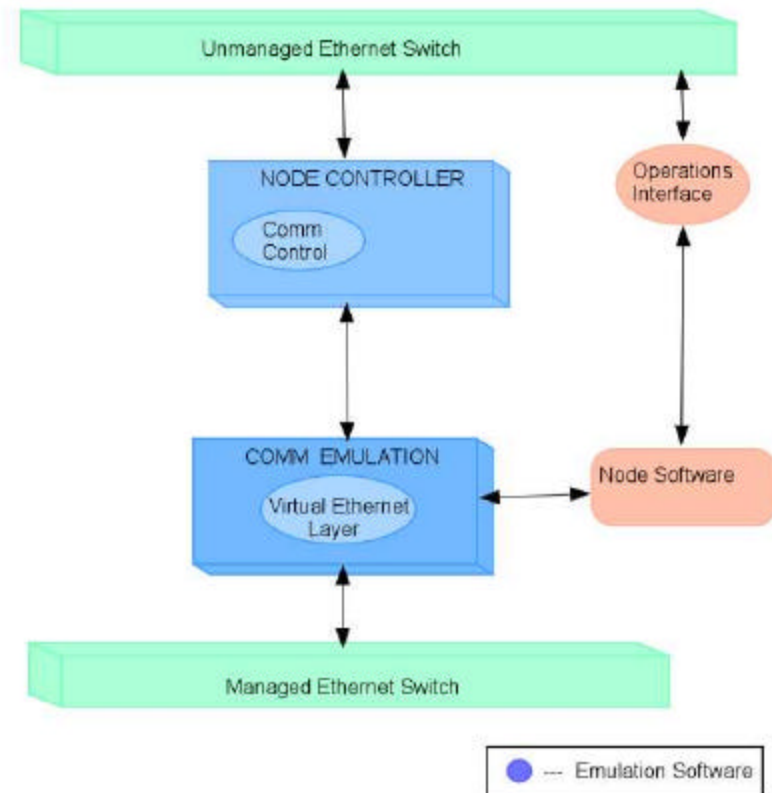 Unmanaged Ethernet Switch
NODE CONTROLLER
Comm
Control
Operations
Interface
COMM EMULATION
Virtual Ethernet
Layer
Node Software
Managed Ethernet Switch
--- Emulation Software